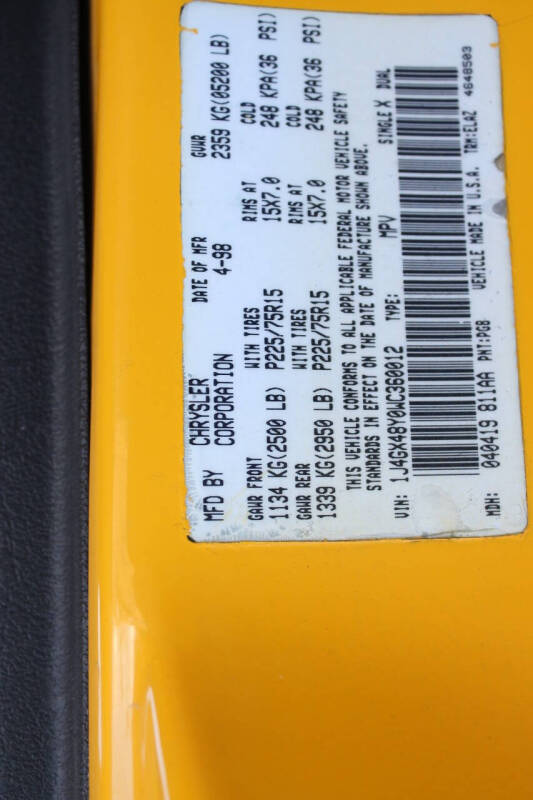 MFD BY CHRYSLER CORPORATION DATE OF MFR 4-98 GVWR 2359 KG(05200 LB)
GAWR FRONT WITH TIRES RIMS AT COLD
1134 KG(2500 LB) P225/75R15 15X7.0 248 KPA(36 PSI)
GAWR REAR WITH TIRES RIMS AT COLD
1339 KG(2950 LB) P225/75R15 15X7.0 248 KPA(36 PSI)
THIS VEHICLE CONFORMS TO ALL APPLICABLE FEDERAL MOTOR VEHICLE SAFETY
STANDARDS IN EFFECT ON THE DATE OF MANUFACTURE SHOWN ABOVE.
VIN: 1J4GX48Y0WC360012 TYPE: MPV SINGLE X DUAL
MDH: 040419 811AA PNT:PGB VEHICLE MADE IN U.S.A. TRM:ELAZ 4648503